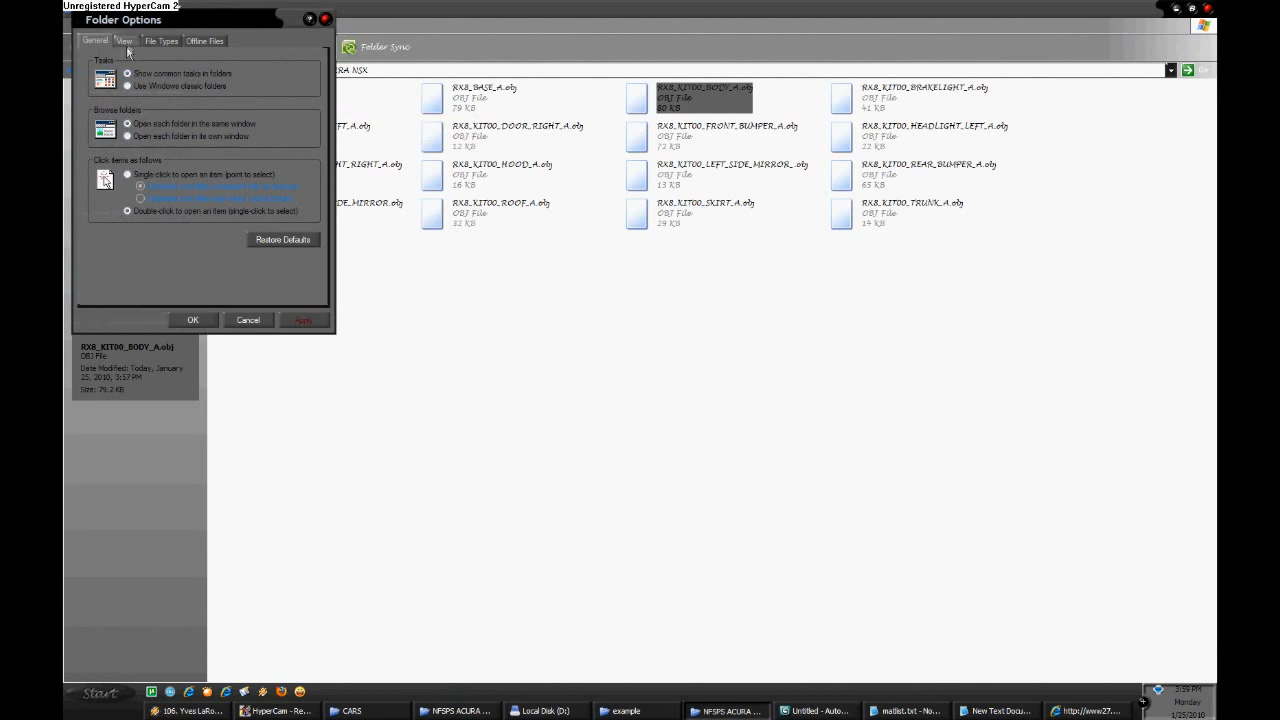 Unregistered HyperCam 2
Folder Options
General View File Types Offline Files
Tasks
Show common tasks in folders
Use Windows classic folders
Browse folders
Open each folder in the same window
Open each folder in its own window
Click items as follows
Single-click to open an item (point to select)
Double-click to open an item (single-click to select)
Restore Defaults
OK Cancel Apply
Folder Sync
RA NSX
RX8_BASE_A.obj
OBJ File
79 KB
RX8_KIT00_BODY_A.obj
OBJ File
80 KB
RX8_KIT00_BRAKELIGHT_A.obj
OBJ File
41 KB
FT_A.obj
RX8_KIT00_DOOR_RIGHT_A.obj
OBJ File
12 KB
RX8_KIT00_FRONT_BUMPER_A.obj
OBJ File
72 KB
RX8_KIT00_HEADLIGHT_LEFT_A.obj
OBJ File
22 KB
HT_RIGHT_A.obj
RX8_KIT00_HOOD_A.obj
OBJ File
16 KB
RX8_KIT00_LEFT_SIDE_MIRROR_.obj
OBJ File
13 KB
RX8_KIT00_REAR_BUMPER_A.obj
OBJ File
65 KB
DE_MIRROR.obj
RX8_KIT00_ROOF_A.obj
OBJ File
32 KB
RX8_KIT00_SKIRT_A.obj
OBJ File
29 KB
RX8_KIT00_TRUNK_A.obj
OBJ File
14 KB
RX8_KIT00_BODY_A.obj
OBJ File
Date Modified: Today, January
25, 2010, 3:57 PM
Size: 79.2 KB
Start
3:59 PM
Monday
1/25/2010
106. Yves LaRo...
HyperCam - Re...
CARS
NFSPS ACURA ...
Local Disk (D:)
example
NFSPS ACURA ...
Untitled - Auto...
matlist.txt - No...
New Text Docu...
http://www27....